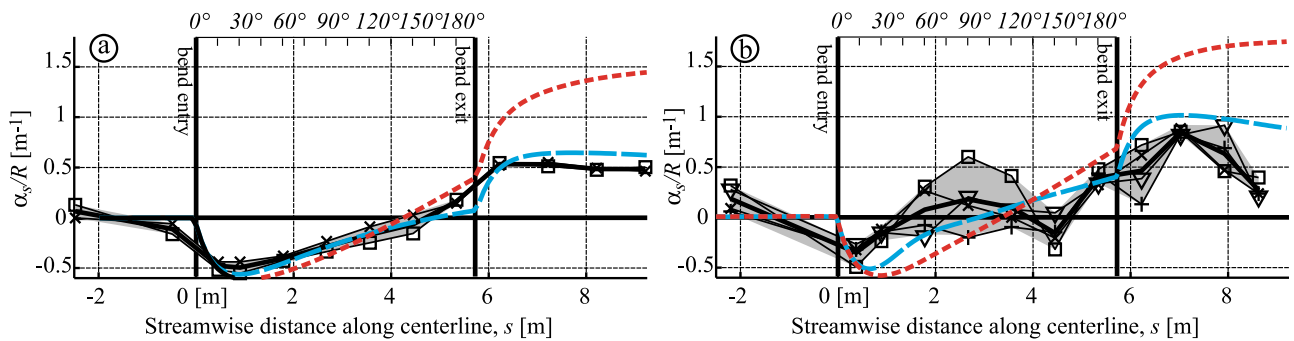 0° 30° 60° 90° 120° 150° 180°
a
1.5
1
0.5
0
-0.5
αs/R [m-1]
bend entry
bend exit
-2 0 [m] 2 4 6 8
Streamwise distance along centerline, s [m]
0° 30° 60° 90° 120° 150° 180°
b
1.5
1
0.5
0
-0.5
αs/R [m-1]
bend entry
bend exit
-2 0 [m] 2 4 6 8
Streamwise distance along centerline, s [m]